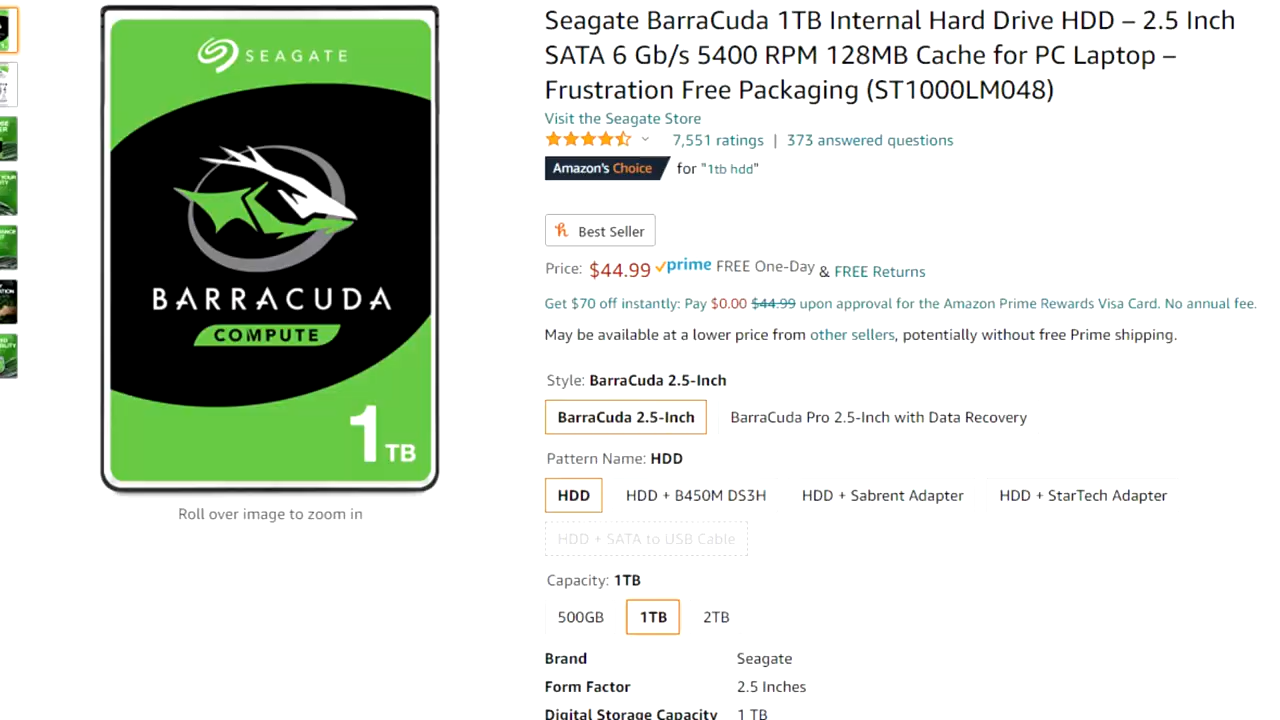 SEAGATE
BARRACUDA
COMPUTE
1TB
Roll over image to zoom in
Seagate BarraCuda 1TB Internal Hard Drive HDD – 2.5 Inch
SATA 6 Gb/s 5400 RPM 128MB Cache for PC Laptop –
Frustration Free Packaging (ST1000LM048)
Visit the Seagate Store
7,551 ratings | 373 answered questions
Amazon's Choice for "1tb hdd"
Best Seller
Price: $44.99 prime FREE One-Day & FREE Returns
Get $70 off instantly: Pay $0.00 $44.99 upon approval for the Amazon Prime Rewards Visa Card. No annual fee.
May be available at a lower price from other sellers, potentially without free Prime shipping.
Style: BarraCuda 2.5-Inch
BarraCuda 2.5-Inch BarraCuda Pro 2.5-Inch with Data Recovery
Pattern Name: HDD
HDD HDD + B450M DS3H HDD + Sabrent Adapter HDD + StarTech Adapter
HDD + SATA to USB Cable
Capacity: 1TB
500GB 1TB 2TB
Brand Seagate
Form Factor 2.5 Inches
Digital Storage Capacity 1 TB